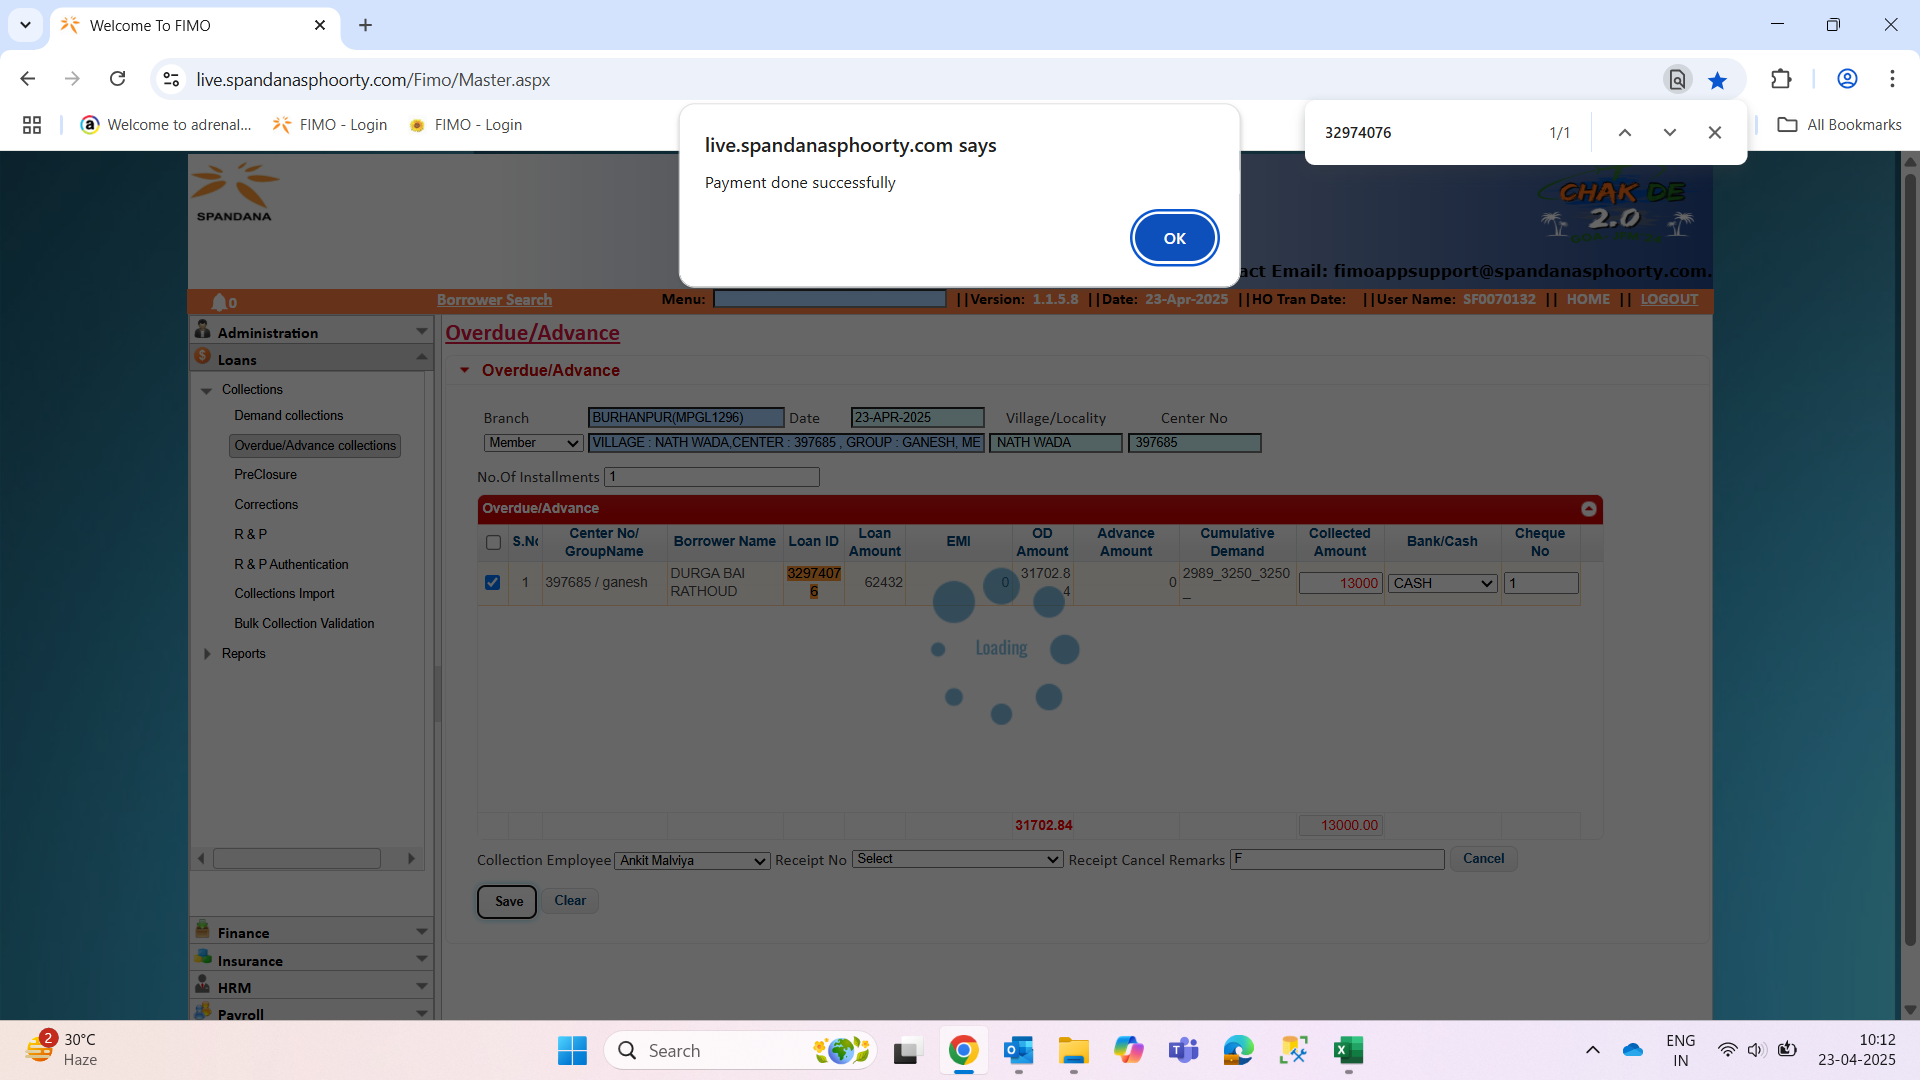 Welcome To FIMO
live.spandanasphoorty.com/Fimo/Master.aspx
Welcome to adrenal...
FIMO - Login
FIMO - Login
All Bookmarks
32974076
1/1
live.spandanasphoorty.com says
Payment done successfully
OK
SPANDANA
CHAK DE
2.0
act Email: fimoappsupport@spandanasphoorty.com.
0
Borrower Search
Menu:
||Version: 1.1.5.8 ||Date: 23-Apr-2025 ||HO Tran Date: ||User Name: SF0070132 || HOME || LOGOUT
Administration
Loans
Collections
Demand collections
Overdue/Advance collections
PreClosure
Corrections
R & P
R & P Authentication
Collections Import
Bulk Collection Validation
Reports
Finance
Insurance
HRM
Payroll
Overdue/Advance
Overdue/Advance
Branch BURHANPUR(MPGL1296) Date 23-APR-2025 Village/Locality Center No
Member VILLAGE : NATH WADA,CENTER : 397685 , GROUP : GANESH, ME NATH WADA 397685
No.Of Installments 1
Overdue/Advance
S.No Center No/ GroupName Borrower Name Loan ID Loan Amount EMI OD Amount Advance Amount Cumulative Demand Collected Amount Bank/Cash Cheque No
1 397685 / ganesh DURGA BAI RATHOUD 32974076 62432 0 31702.84 0 2989_3250_3250_ 13000 CASH 1
Loading
31702.84 13000.00
Collection Employee Ankit Malviya Receipt No Select Receipt Cancel Remarks F Cancel
Save Clear
2
30°C
Haze
Search
ENG
IN
10:12
23-04-2025